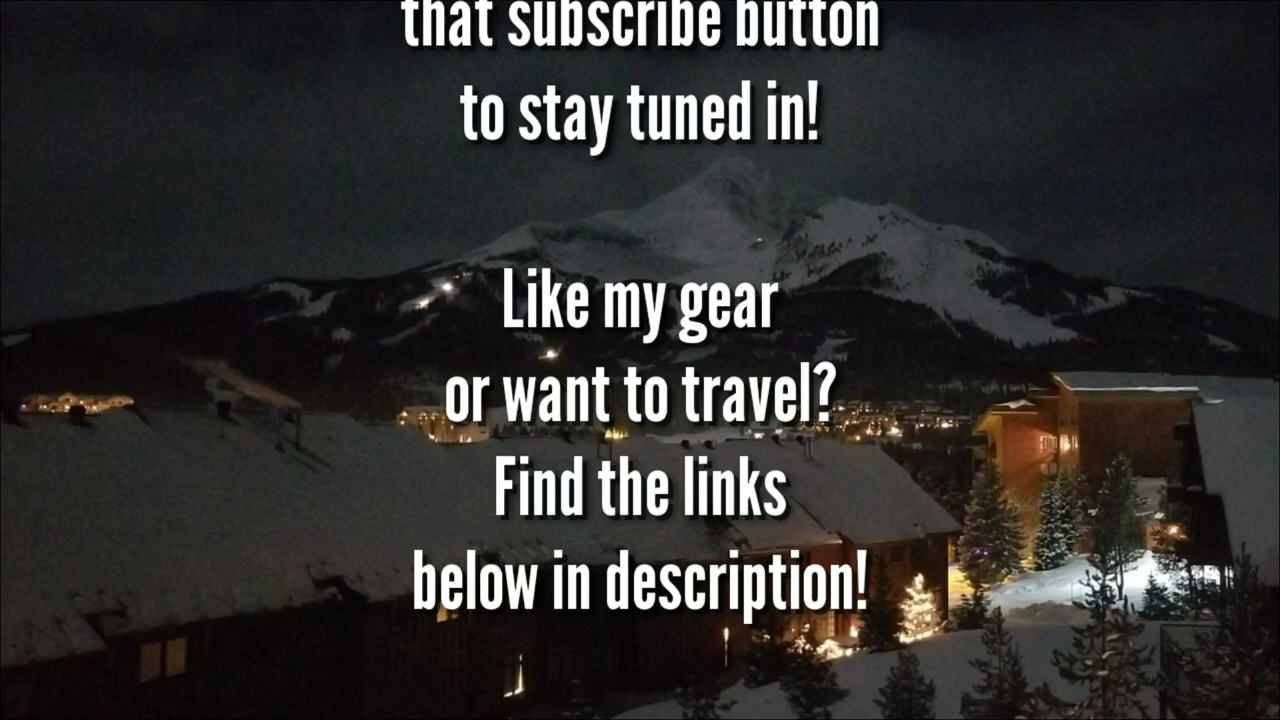 that subscribe button
to stay tuned in!
Like my gear
or want to travel?
Find the links
below in description!